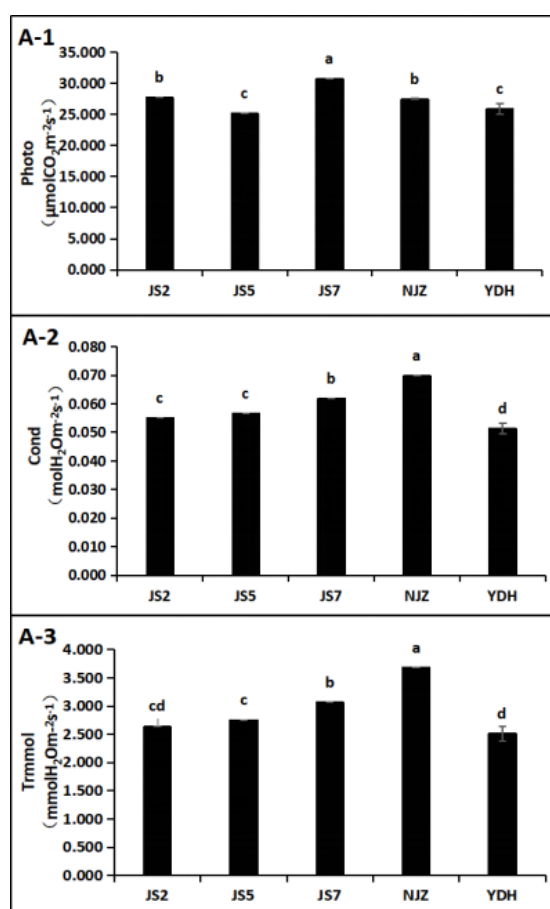 A-1
Photo
（μmolCO₂m⁻²s⁻¹）
35.000
30.000
25.000
20.000
15.000
10.000
5.000
0.000
b
c
a
b
c
JS2 JS5 JS7 NJZ YDH
A-2
Cond
（molH₂Om⁻²s⁻¹）
0.080
0.070
0.060
0.050
0.040
0.030
0.020
0.010
0.000
c
c
b
a
d
JS2 JS5 JS7 NJZ YDH
A-3
Trmmol
（mmolH₂Om⁻²s⁻¹）
4.000
3.500
3.000
2.500
2.000
1.500
1.000
0.500
0.000
cd
c
b
a
d
JS2 JS5 JS7 NJZ YDH